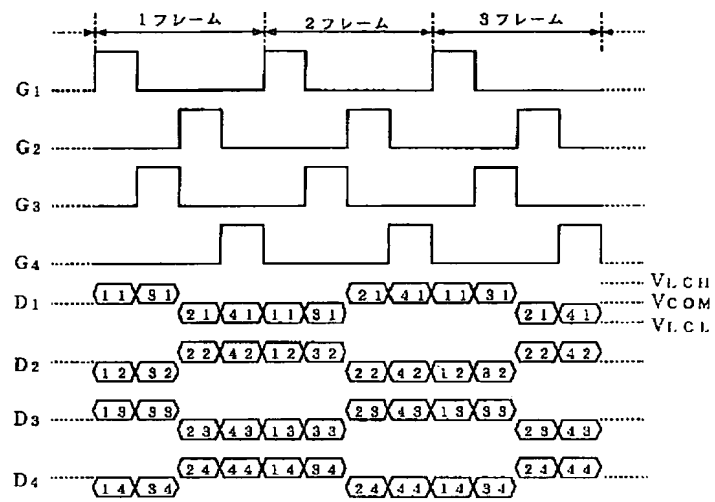 1フレーム 2フレーム 3フレーム
G1
G2
G3
G4
D1 11 31 21 41 11 31 21 41 11 31 21 41 VLCH VCOM VLCL
D2 12 32 22 42 12 32 22 42 12 32 22 42
D3 13 33 23 43 13 33 23 43 13 33 23 43
D4 14 34 24 44 14 34 24 44 14 34 24 44